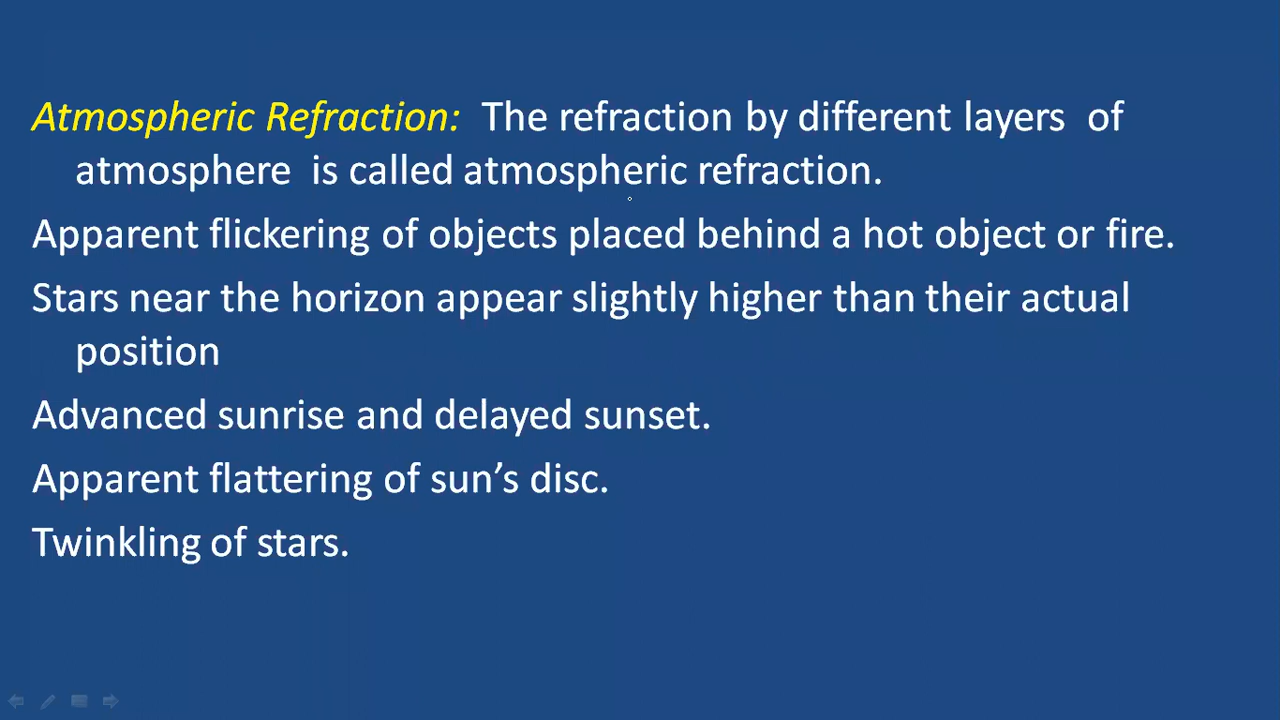 Atmospheric Refraction: The refraction by different layers of
atmosphere is called atmospheric refraction.
Apparent flickering of objects placed behind a hot object or fire.
Stars near the horizon appear slightly higher than their actual
position
Advanced sunrise and delayed sunset.
Apparent flattering of sun’s disc.
Twinkling of stars.